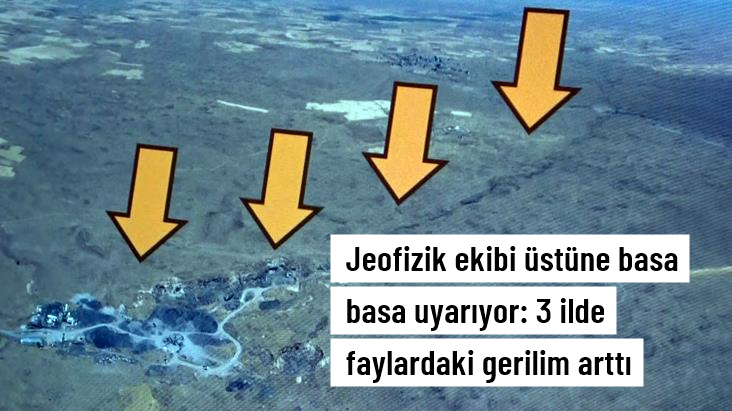 Jeofizik ekibi üstüne basa
basa uyarıyor: 3 ilde
faylardaki gerilim arttı